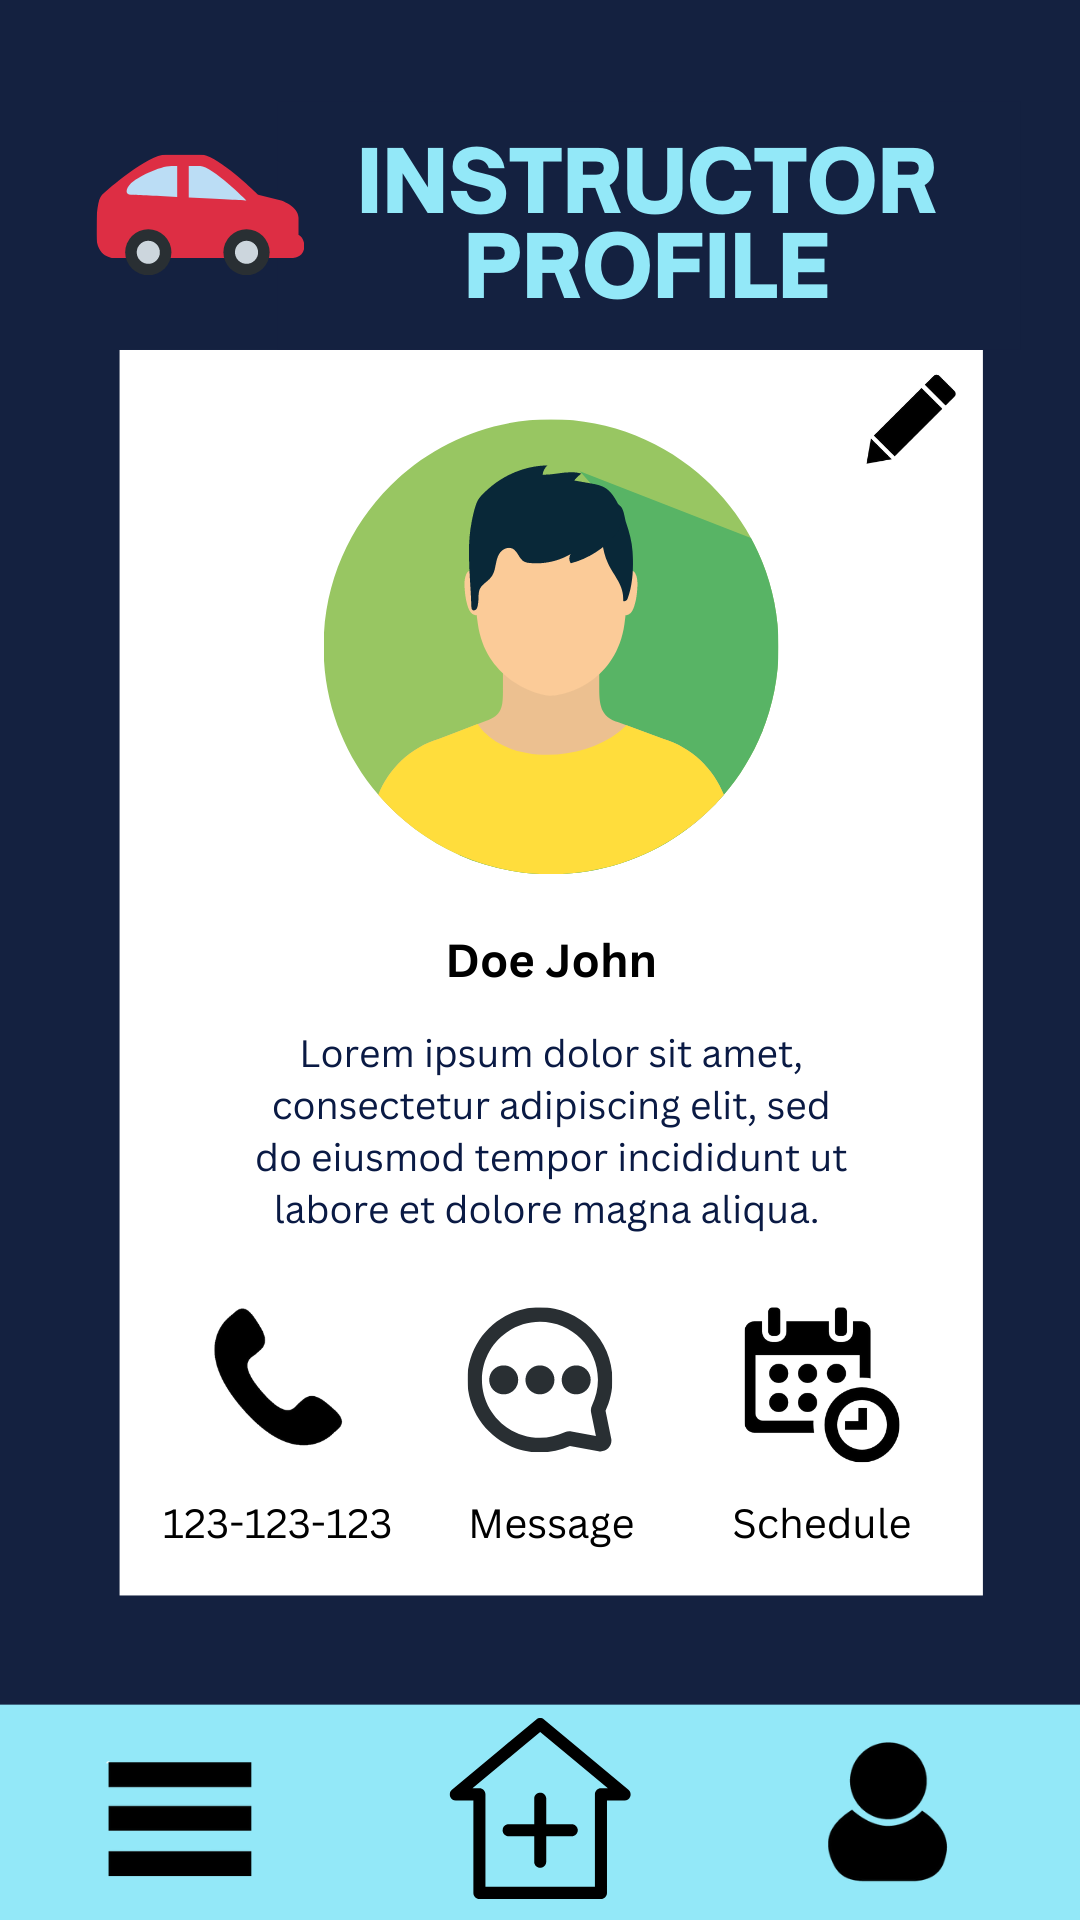 INSTRUCTOR
PROFILE
Doe John
Lorem ipsum dolor sit amet,
consectetur adipiscing elit, sed
do eiusmod tempor incididunt ut
labore et dolore magna aliqua.
123-123-123
Message
Schedule